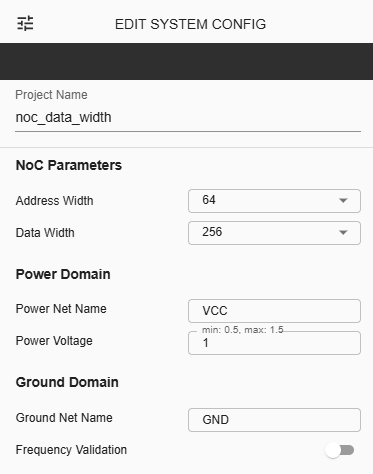 EDIT SYSTEM CONFIG
Project Name
noc_data_width
NoC Parameters
Address Width 64
Data Width 256
Power Domain
Power Net Name VCC
min: 0.5, max: 1.5
Power Voltage 1
Ground Domain
Ground Net Name GND
Frequency Validation